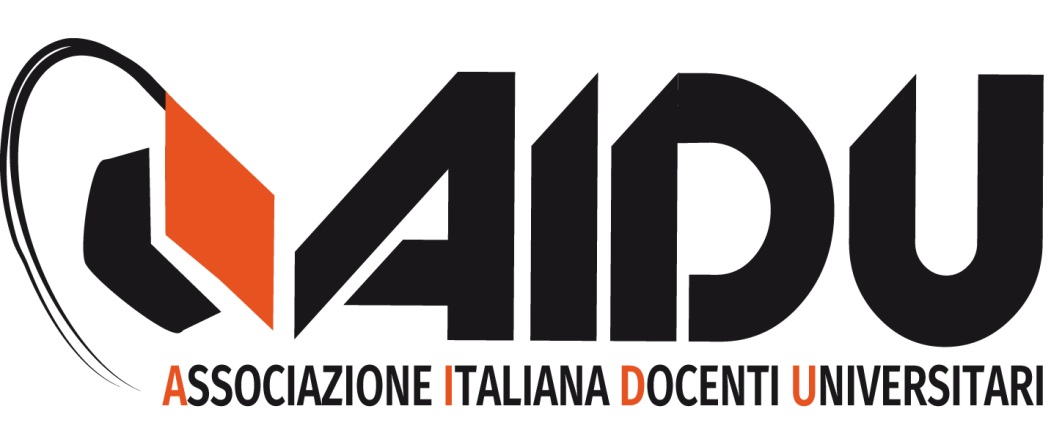 AIDU
ASSOCIAZIONE ITALIANA DOCENTI UNIVERSITARI